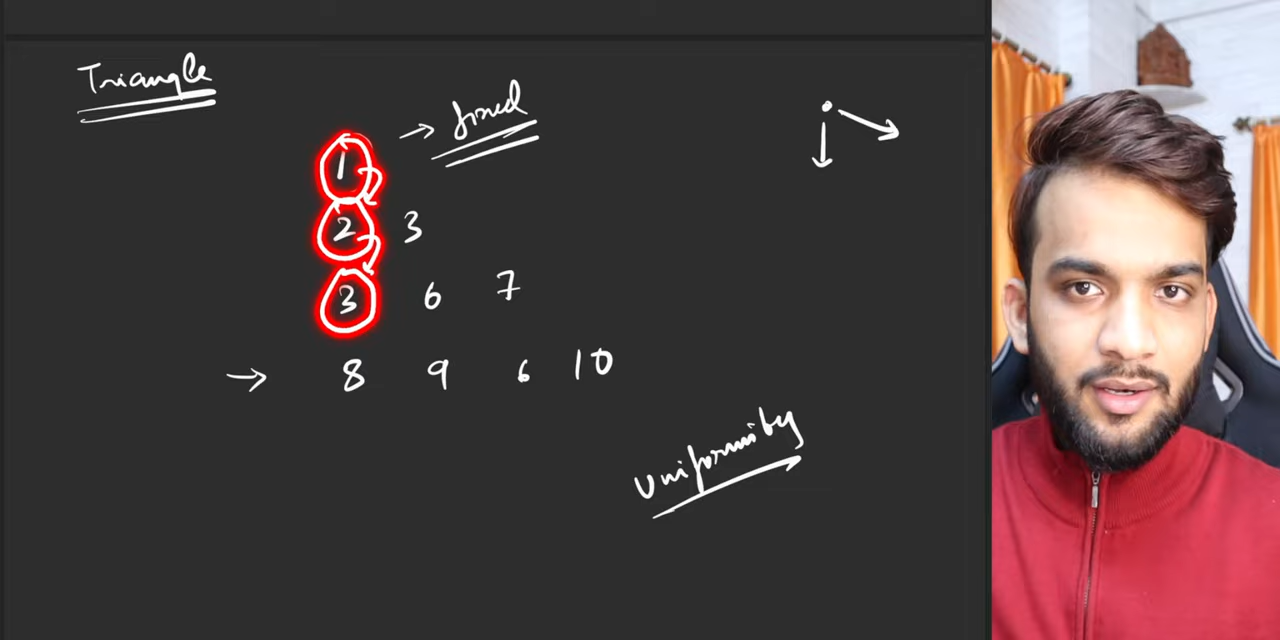 Triangle
→ fixed
1
2 3
3 6 7
→ 8 9 6 10
Uniformity